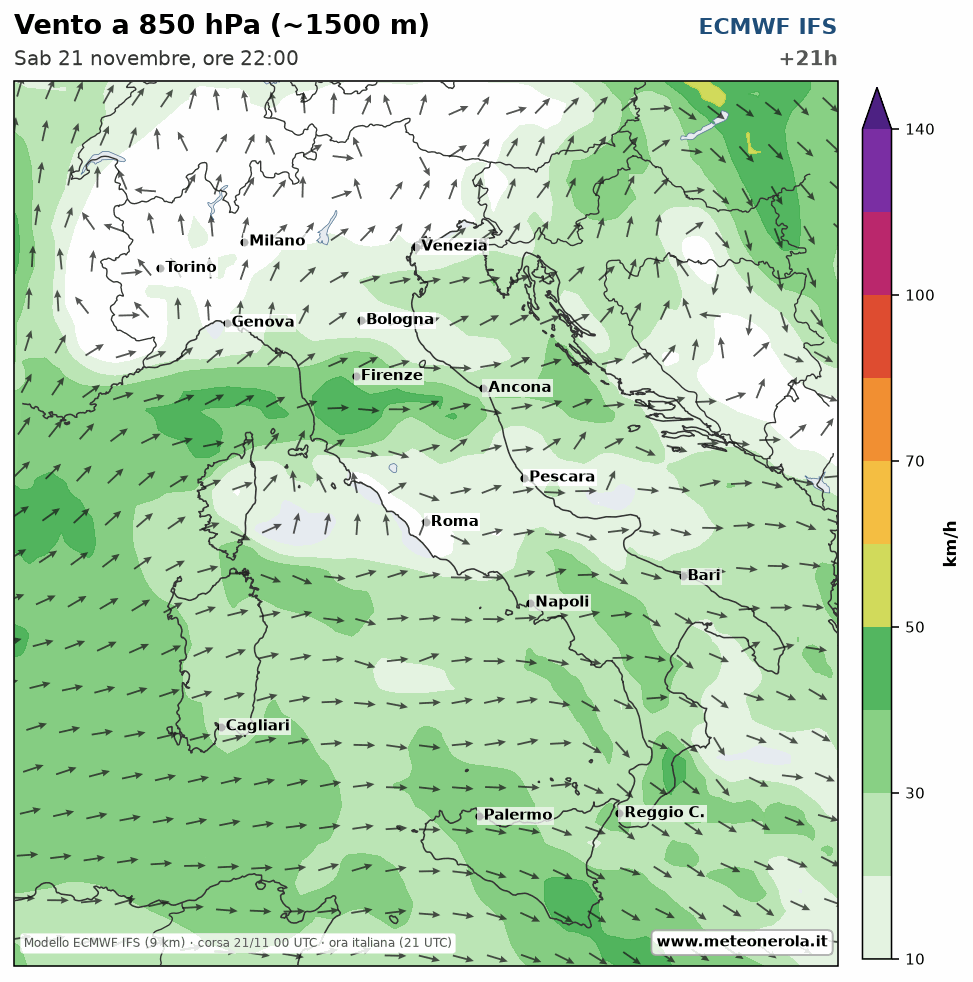 Vento a 850 hPa (~1500 m)
ECMWF IFS
Sab 21 novembre, ore 22:00
+21h
140
Milano
Venezia
Torino
100
Genova
Bologna
Firenze
Ancona
70
Pescara
Roma
km/h
Bari
Napoli
50
Cagliari
30
Palermo
Reggio C.
Modello ECMWF IFS (9 km) · corsa 21/11 00 UTC · ora italiana (21 UTC)
www.meteonerola.it
10